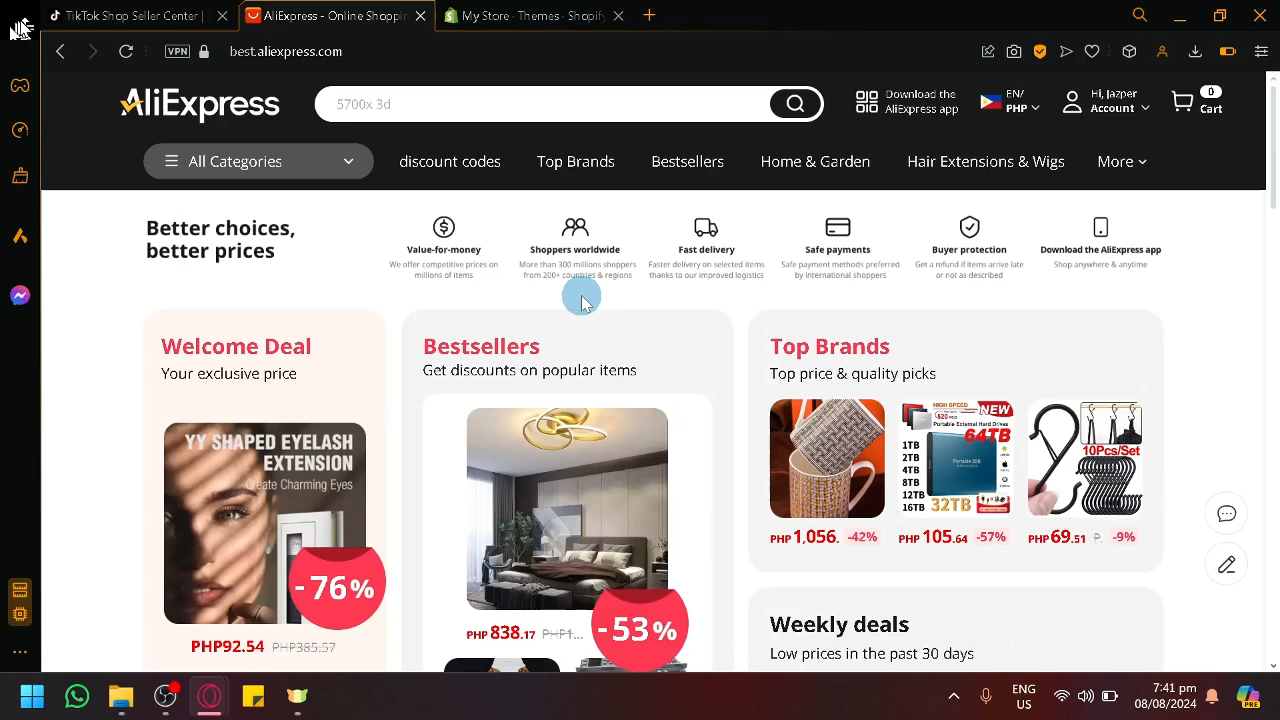 TikTok Shop Seller Center |
AliExpress - Online Shoppin
My Store · Themes · Shopify
VPN
best.aliexpress.com
AliExpress
5700x 3d
Download the
AliExpress app
EN/
PHP
Hi, Jazper
Account
0
Cart
All Categories
discount codes
Top Brands
Bestsellers
Home & Garden
Hair Extensions & Wigs
More
Better choices,
better prices
Value-for-money
We offer competitive prices on
millions of items
Shoppers worldwide
More than 300 millions shoppers
from 200+ countries & regions
Fast delivery
Faster delivery on selected items
thanks to our improved logistics
Safe payments
Safe payment methods preferred
by international shoppers
Buyer protection
Get a refund if items arrive late
or not as described
Download the AliExpress app
Shop anywhere & anytime
Welcome Deal
Your exclusive price
YY SHAPED EYELASH
EXTENSION
Create Charming Eyes
-76%
PHP92.54 PHP385.57
Bestsellers
Get discounts on popular items
-53%
PHP 838.17 PHP1...
Top Brands
Top price & quality picks
HIGH SPEED
NEW
Portable External Hard Drives
64TB
1TB
2TB
4TB
8TB
12TB
16TB
32TB
10Pcs/Set
PHP 1,056. -42%
PHP 105.64 -57%
PHP 69.51 P. -9%
Weekly deals
Low prices in the past 30 days
ENG
US
7:41 pm
08/08/2024
PRE